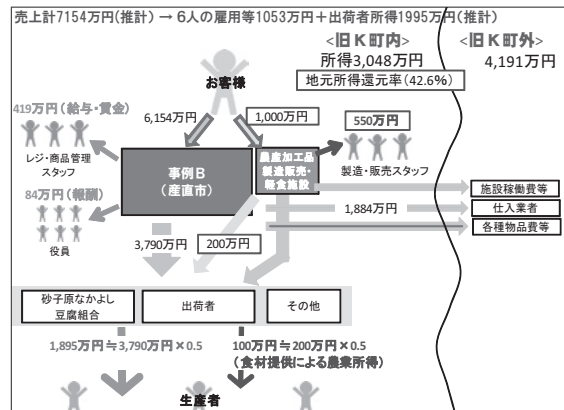 売上計7154万円(推計) → 6人の雇用等1053万円＋出荷者所得1995万円(推計)
<旧K町内>
所得3,048万円
地元所得還元率(42.6%)
<旧K町外>
4,191万円
お客様
419万円(給与・賃金)
レジ・商品管理
スタッフ
84万円(報酬)
役員
6,154万円
1,000万円
事例B
(産直市)
農産加工品
製造販売・
軽食施設
550万円
製造・販売スタッフ
1,884万円
施設稼働費等
仕入業者
各種物品費等
3,790万円
200万円
砂子原なかよし
豆腐組合
出荷者
その他
1,895万円≒3,790万円×0.5
100万円≒200万円×0.5
(食材提供による農業所得)
生産者